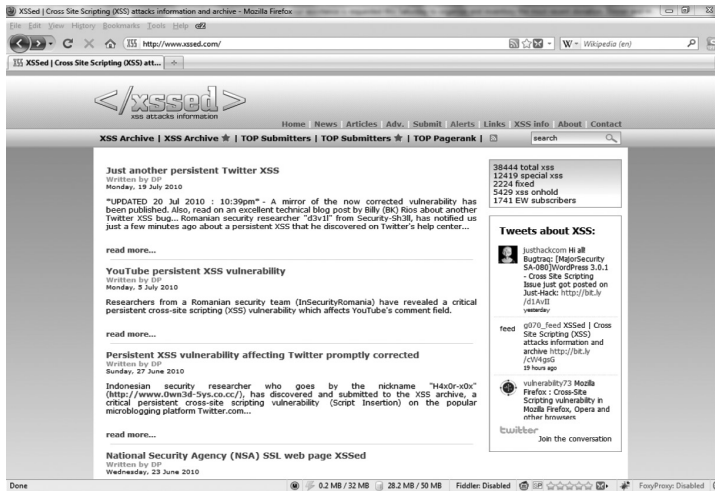 XSSed | Cross Site Scripting (XSS) attacks information and archive - Mozilla Firefox
File Edit View History Bookmarks Tools Help
http://www.xssed.com/
W Wikipedia (en)
XSSed | Cross Site Scripting (XSS) att...
</xssed>
xss attacks information
Home | News | Articles | Adv. | Submit | Alerts | Links | XSS info | About | Contact
XSS Archive | XSS Archive ★ | TOP Submitters | TOP Submitters ★ | TOP Pagerank |
search
Just another persistent Twitter XSS
Written by DP
Monday, 19 July 2010
*UPDATED 20 Jul 2010 : 10:39pm* - A mirror of the now corrected vulnerability has
been published. Also, read on an excellent technical blog post by Billy (BK) Rios about another
Twitter XSS bug... Romanian security researcher "d3v1l" from Security-Sh3ll, has notified us
just a few minutes ago about a persistent XSS that he discovered on Twitter's help center...
read more...
YouTube persistent XSS vulnerability
Written by DP
Monday, 5 July 2010
Researchers from a Romanian security team (InSecurityRomania) have revealed a critical
persistent cross-site scripting (XSS) vulnerability which affects YouTube's comment field.
read more...
Persistent XSS vulnerability affecting Twitter promptly corrected
Written by DP
Sunday, 27 June 2010
Indonesian security researcher who goes by the nickname "H4x0r-x0x"
(http://www.0wn3d-5ys.co.cc/), has discovered and submitted to the XSS archive, a
critical persistent cross-site scripting vulnerability (Script Insertion) on the popular
microblogging platform Twitter.com...
read more...
National Security Agency (NSA) SSL web page XSSed
Written by DP
Wednesday, 23 June 2010
38444 total xss
12419 special xss
2224 fixed
5429 xss onhold
1741 EW subscribers
Tweets about XSS:
justhackcom Hi all!
Bugtraq: [MajorSecurity
SA-080]WordPress 3.0.1
- Cross Site Scripting
Issue just got posted on
Just-Hack: http://bit.ly
/d1AvII
yesterday
feed
g070_feed XSSed | Cross
Site Scripting (XSS)
attacks information and
archive http://bit.ly
/cW4gsG
19 hours ago
vulnerability73 Mozilla
Firefox : Cross-Site
Scripting vulnerability in
Mozilla Firefox, Opera and
other browsers
twitter
Join the conversation
Done
0.2 MB / 32 MB
28.2 MB / 50 MB
Fiddler: Disabled
FoxyProxy: Disabled